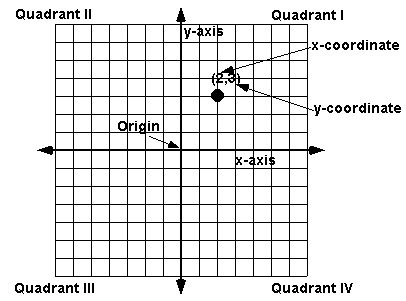 Quadrant II
Quadrant I
y-axis
x-coordinate
(2,3)
y-coordinate
Origin
x-axis
Quadrant III
Quadrant IV